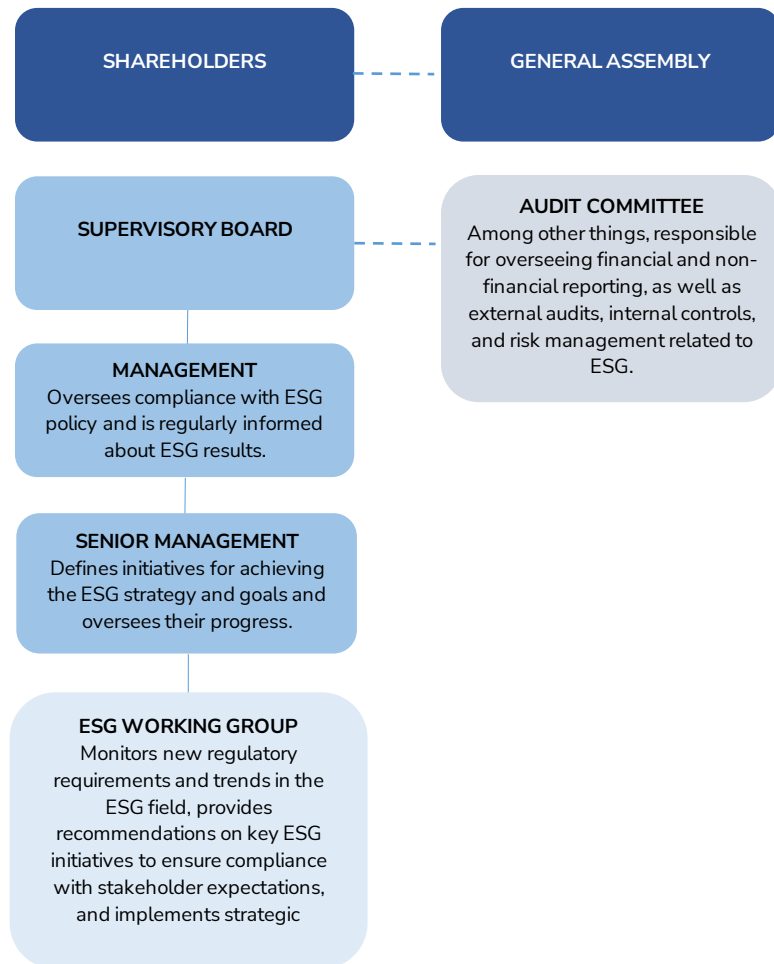 SHAREHOLDERS
GENERAL ASSEMBLY
SUPERVISORY BOARD
AUDIT COMMITTEE
Among other things, responsible
for overseeing financial and non-
financial reporting, as well as
external audits, internal controls,
and risk management related to
ESG.
MANAGEMENT
Oversees compliance with ESG
policy and is regularly informed
about ESG results.
SENIOR MANAGEMENT
Defines initiatives for achieving
the ESG strategy and goals and
oversees their progress.
ESG WORKING GROUP
Monitors new regulatory
requirements and trends in the
ESG field, provides
recommendations on key ESG
initiatives to ensure compliance
with stakeholder expectations,
and implements strategic